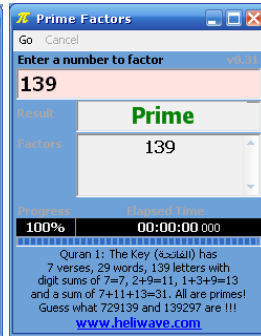 Prime Factors
Go Cancel
Enter a number to factor v0.31
139
Result Prime
Factors 139
Progress Elapsed Time
100% 00:00:00 000
Quran 1: The Key (الفاتحة) has
7 verses, 29 words, 139 letters with
digit sums of 7=7, 2+9=11, 1+3+9=13
and a sum of 7+11+13=31. All are primes!
Guess what 729139 and 139297 are !!!
www.heliwave.com